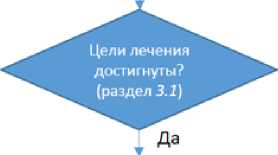 Цели лечения
достигнуты?
(раздел 3.1)
Да